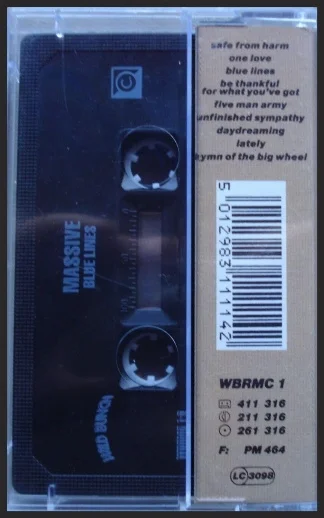 safe from harm
one love
blue lines
be thankful
for what you've got
five man army
unfinished sympathy
daydreaming
lately
hymn of the big wheel
5 012983 111142
WBRMC 1
411 316
211 316
261 316
F: PM 464
LC 3098
MASSIVE
BLUE LINES
WILD BUNCH